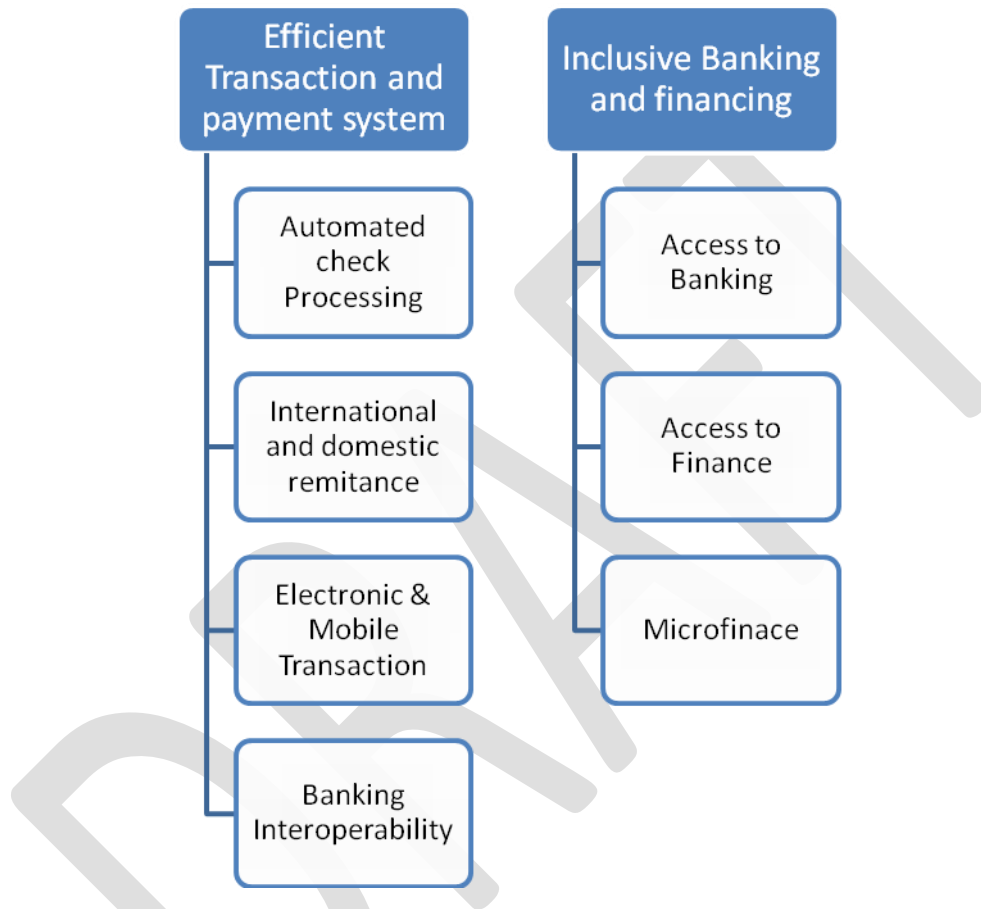 Efficient
Transaction and
payment system
Automated
check
Processing
International
and domestic
remitance
Electronic &
Mobile
Transaction
Banking
Interoperability
Inclusive Banking
and financing
Access to
Banking
Access to
Finance
Microfinace
DRAFT